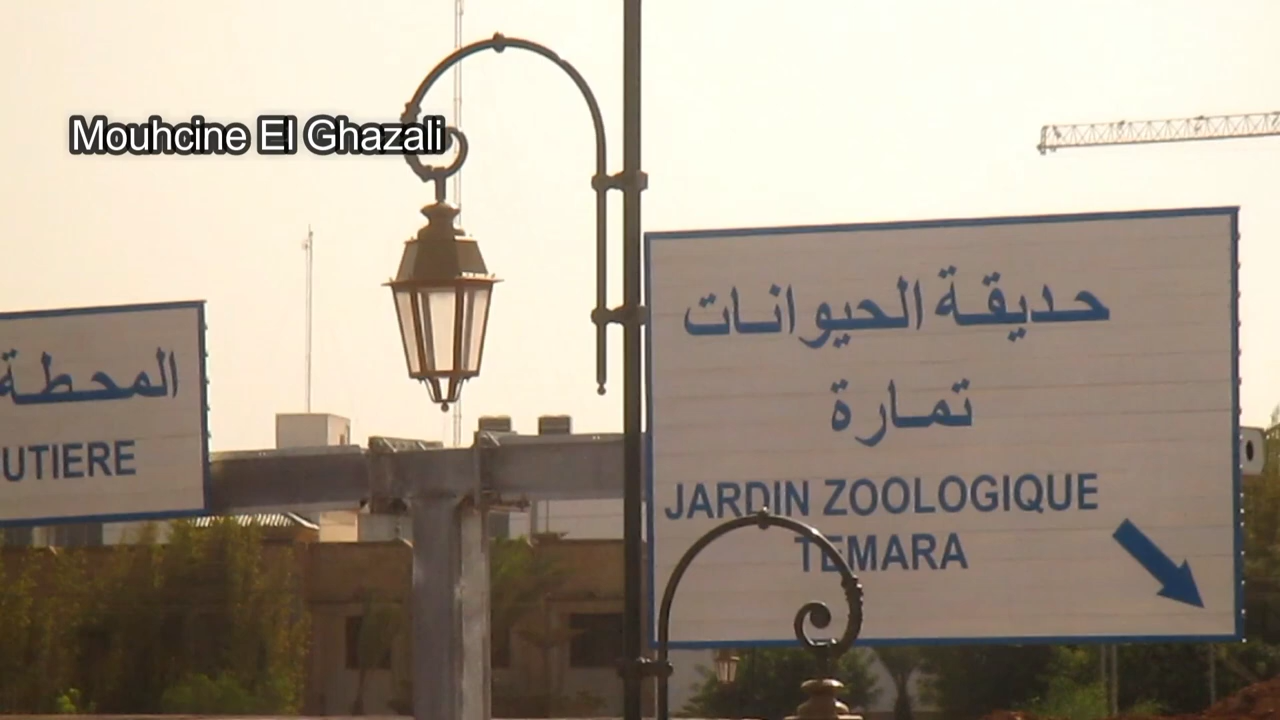 Mouhcine El Ghazali
المحطة
UTIERE
حديقة الحيوانات
تمارة
JARDIN ZOOLOGIQUE
TEMARA